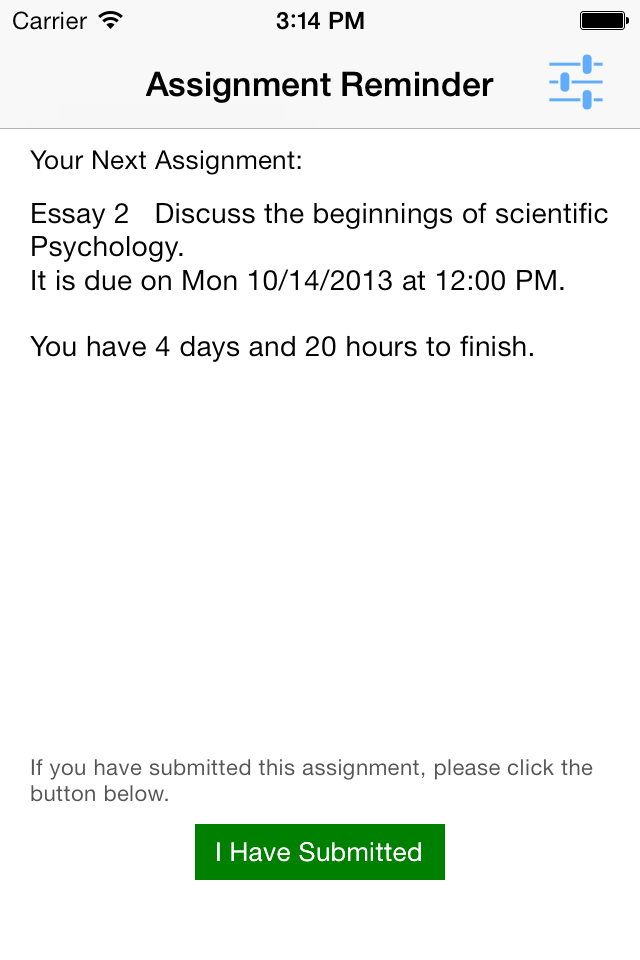 Carrier 3:14 PM
Assignment Reminder
Your Next Assignment:
Essay 2   Discuss the beginnings of scientific
Psychology.
It is due on Mon 10/14/2013 at 12:00 PM.
You have 4 days and 20 hours to finish.
If you have submitted this assignment, please click the
button below.
I Have Submitted